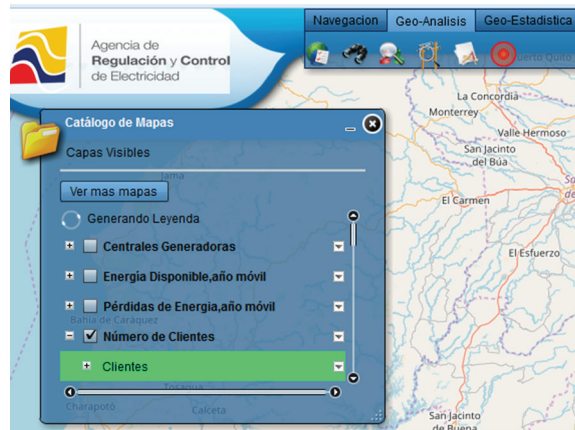 Navegacion
Geo-Analisis
Geo-Estadistica
Agencia de
Regulación y Control
de Electricidad
Puerto Quito
La Concordia
Monterrey
Valle Hermoso
San Jacinto
del Búa
El Carmen
El Esfuerzo
San Jacinto
de Buena
Catálogo de Mapas
Capas Visibles
Jama
Ver mas mapas
Generando Leyenda
Centrales Generadoras
Energía Disponible,año móvil
Pérdidas de Energia,año móvil
Bahía de Caráquez
Número de Clientes
Clientes
Tosagua
Charapotó
Calceta